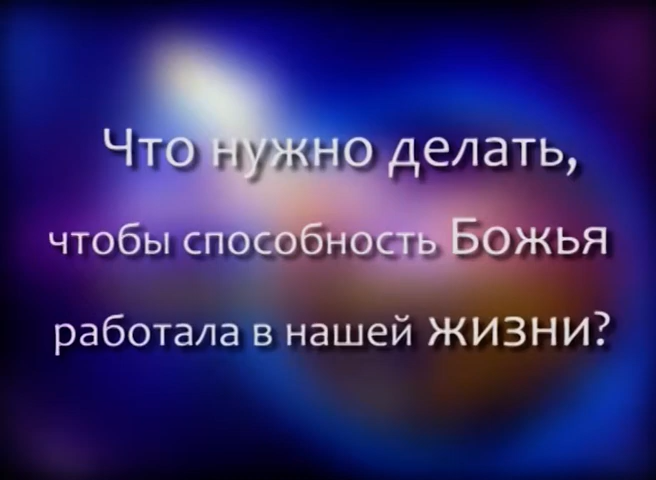 Что нужно делать,
чтобы способность Божья
работала в нашей жизни?